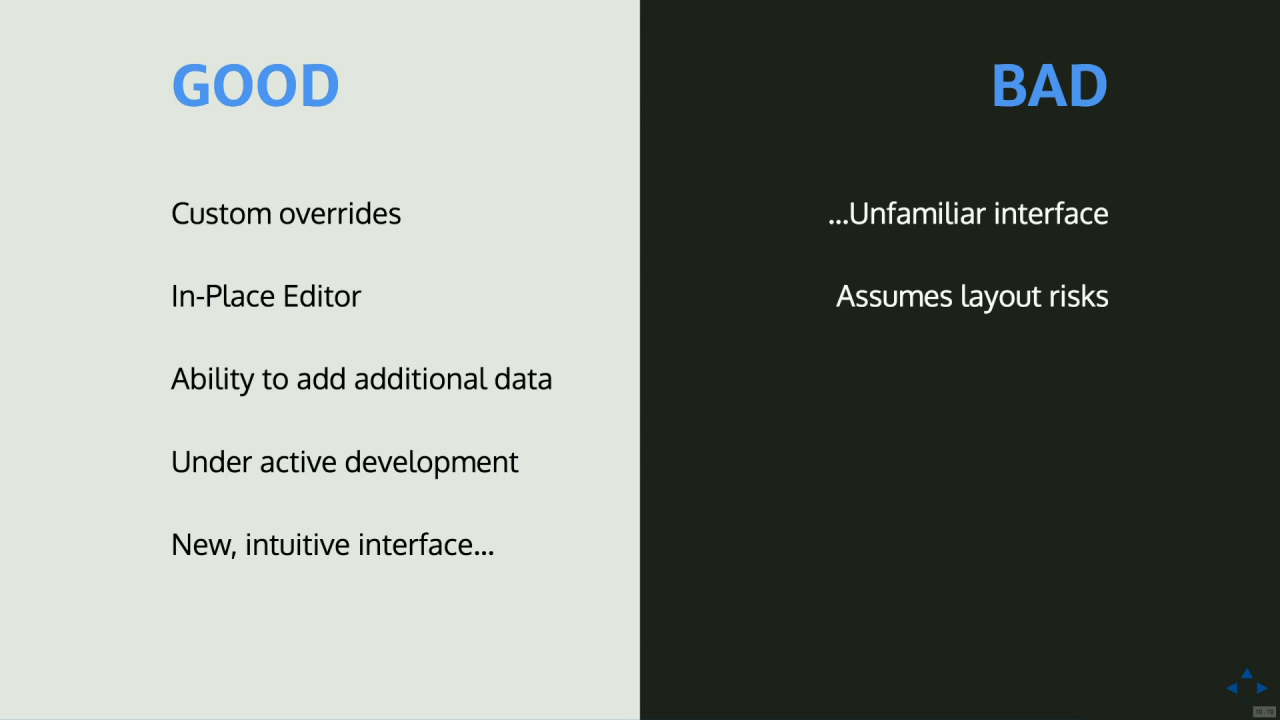 GOOD
Custom overrides
In-Place Editor
Ability to add additional data
Under active development
New, intuitive interface...
BAD
...Unfamiliar interface
Assumes layout risks